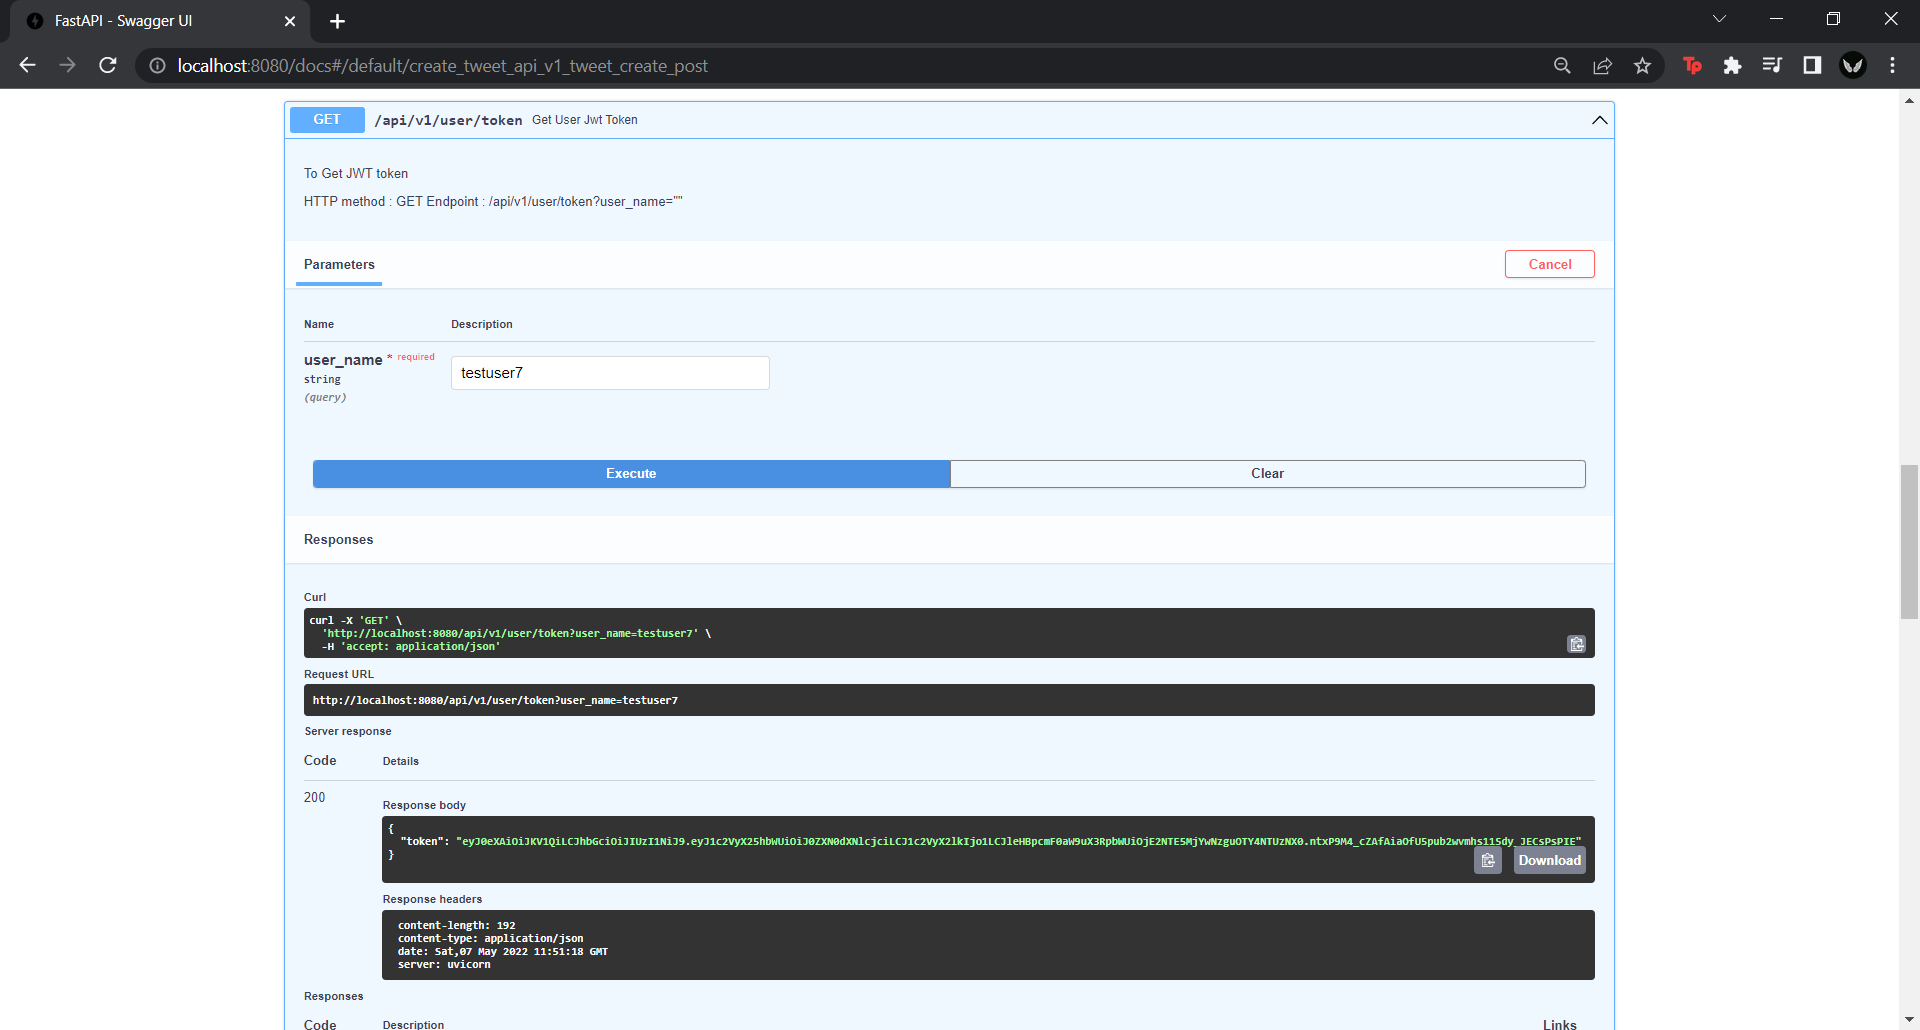 FastAPI - Swagger UI
localhost:8080/docs#/default/create_tweet_api_v1_tweet_create_post
Tp
GET /api/v1/user/token Get User Jwt Token
To Get JWT token
HTTP method : GET Endpoint : /api/v1/user/token?user_name=""
Parameters
Cancel
Name Description
user_name * required
string
(query)
testuser7
Execute Clear
Responses
Curl
curl -X 'GET' \
'http://localhost:8080/api/v1/user/token?user_name=testuser7' \
-H 'accept: application/json'
Request URL
http://localhost:8080/api/v1/user/token?user_name=testuser7
Server response
Code Details
200
Response body
{
"token": "eyJ0eXAiOiJKV1QiLCJhbGciOiJIUzI1NiJ9.eyJ1c2VyX25hbWUiOiJ0ZXN0dXNlcjciLCJ1c2VyX2lkIjo1LCJleHBpcmF0aW9uX3RpbWUiOjE2NTE5MjYwNzguOTY4NTUzNX0.ntxP9M4_cZAfAiaOfU5pub2wvmhs115dy_JECsPsPIE"
}
Download
Response headers
content-length: 192
content-type: application/json
date: Sat,07 May 2022 11:51:18 GMT
server: uvicorn
Responses
Code Description Links